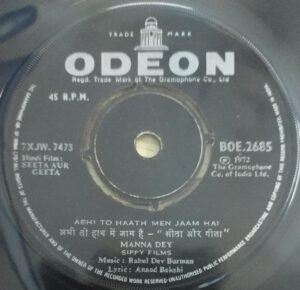 TRADE MARK
ODEON
Regd. Trade Mark of The Gramophone Co., Ltd
45 R.P.M.
7XJW. 7473
BOE.2685
Hindi Film:
SEETA AUR
GEETA
℗ 1972
The Gramophone
Co. of India Ltd.
ABHI TO HAATH MEN JAAM HAI
अभी तो हाथ में जाम है - "सीता और गीता"
MANNA DEY
SIPPY FILMS
Music : Rahul Dev Burman
Lyric : Anand Bakshi